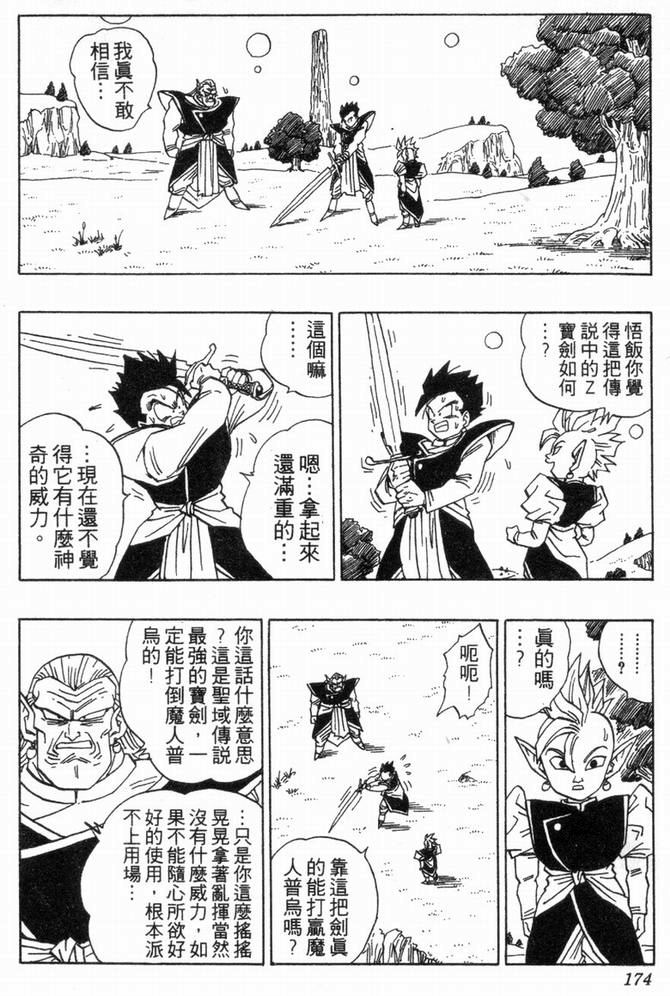 我眞不敢
相信…
悟飯你覺
得這把傳
説中的Z
寶劍如何
…?
這個嘛
……
嗯…拿起來
還滿重的…
…現在還不覺
得它有什麼神
奇的威力。
………?
眞的嗎
…?
呃呃!
靠這把劍眞
的能打贏魔
人普烏嗎?
你這話什麼意思
?這是聖域傳説
最強的寶劍,一
定能打倒魔人普
烏的!
…只是你這麼搖搖
晃晃拿著亂揮當然
沒有什麼威力,如
果不能隨心所欲好
好的使用,根本派
不上用場…
174